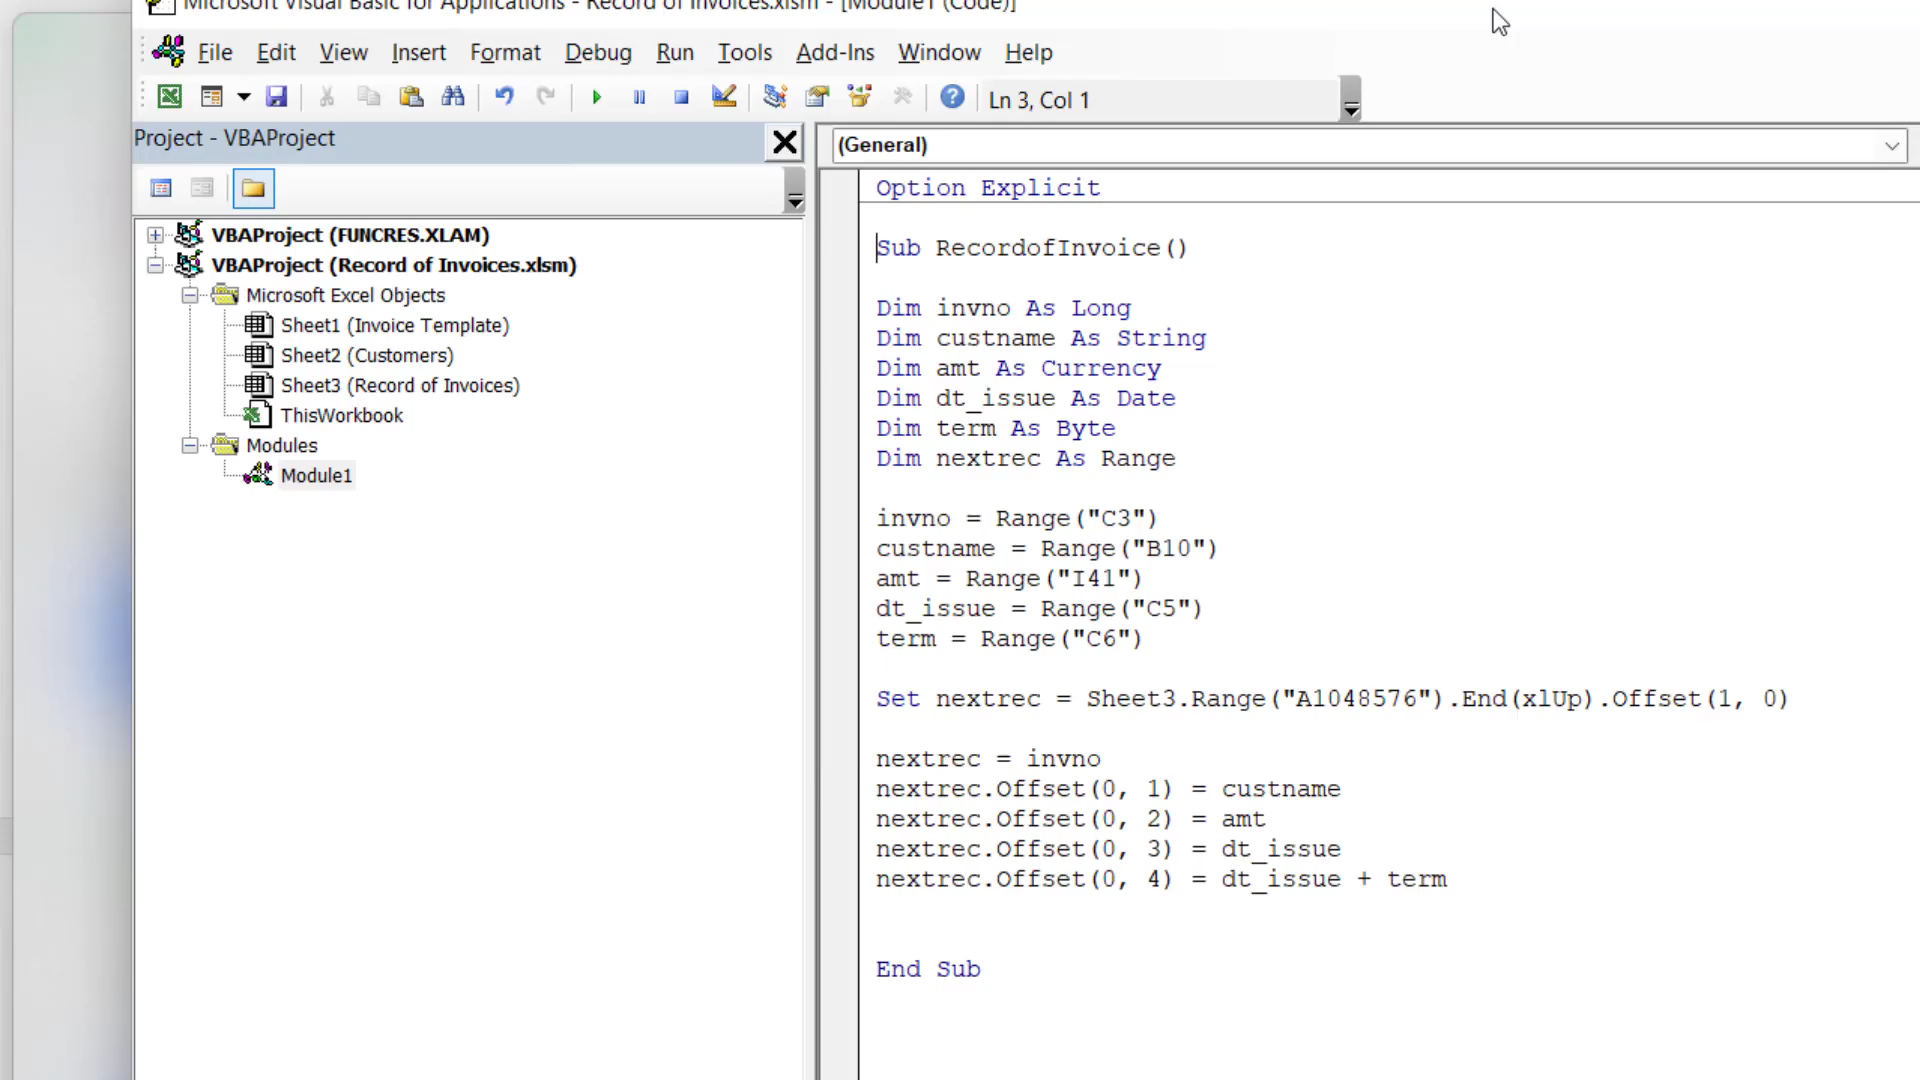 Microsoft Visual Basic for Applications - Record of Invoices.xlsm - [Module1 (Code)]
File Edit View Insert Format Debug Run Tools Add-Ins Window Help
Ln 3, Col 1
Project - VBAProject
(General)
VBAProject (FUNCRES.XLAM)
VBAProject (Record of Invoices.xlsm)
Microsoft Excel Objects
Sheet1 (Invoice Template)
Sheet2 (Customers)
Sheet3 (Record of Invoices)
ThisWorkbook
Modules
Module1
Option Explicit
Sub RecordofInvoice()
Dim invno As Long
Dim custname As String
Dim amt As Currency
Dim dt_issue As Date
Dim term As Byte
Dim nextrec As Range
invno = Range("C3")
custname = Range("B10")
amt = Range("I41")
dt_issue = Range("C5")
term = Range("C6")
Set nextrec = Sheet3.Range("A1048576").End(xlUp).Offset(1, 0)
nextrec = invno
nextrec.Offset(0, 1) = custname
nextrec.Offset(0, 2) = amt
nextrec.Offset(0, 3) = dt_issue
nextrec.Offset(0, 4) = dt_issue + term
End Sub